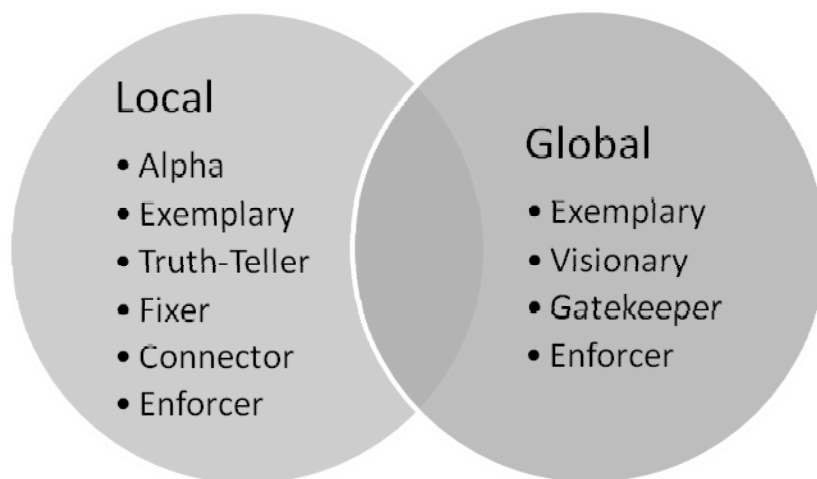 Local
• Alpha
• Exemplary
• Truth-Teller
• Fixer
• Connector
• Enforcer
Global
• Exemplary
• Visionary
• Gatekeeper
• Enforcer